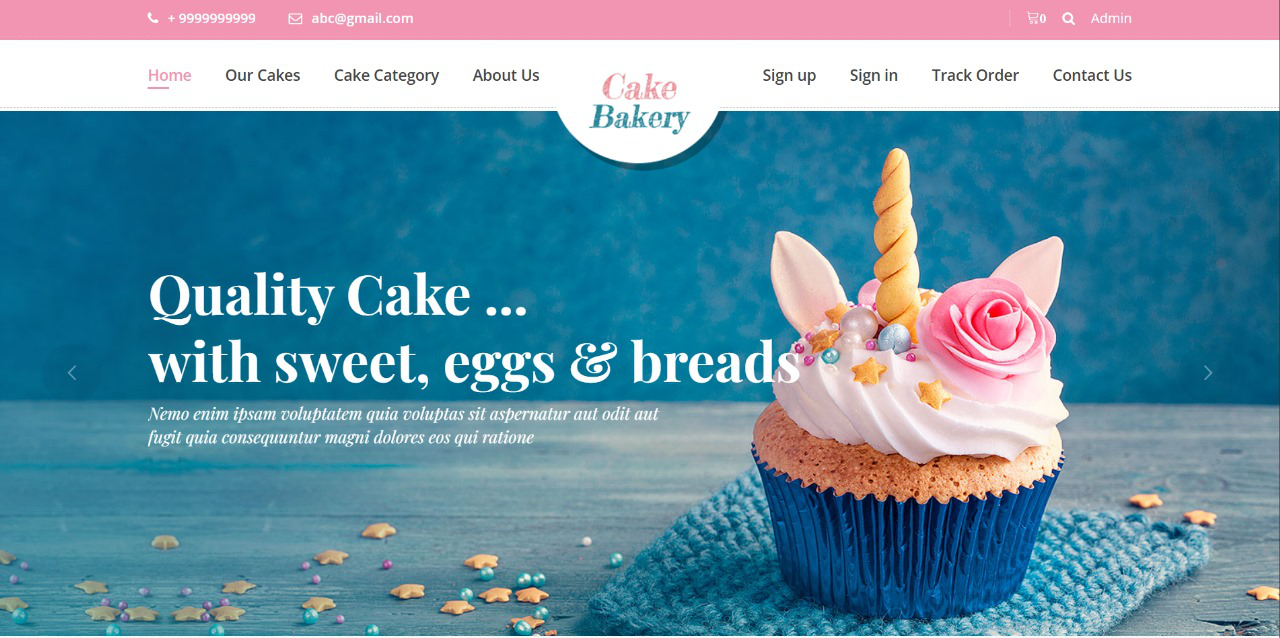 + 9999999999 abc@gmail.com 0 Admin
Home Our Cakes Cake Category About Us Sign up Sign in Track Order Contact Us
Cake
Bakery
Quality Cake ...
with sweet, eggs & breads
Nemo enim ipsam voluptatem quia voluptas sit aspernatur aut odit aut
fugit quia consequuntur magni dolores eos qui ratione